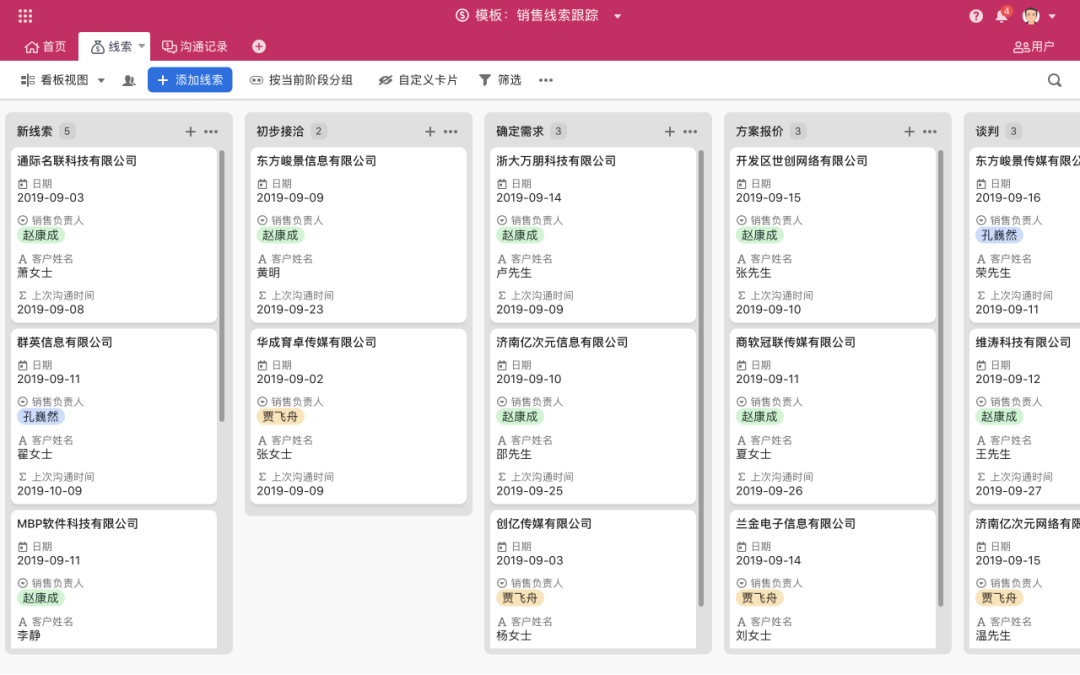 模板：销售线索跟踪
4
首页
线索
沟通记录
用户
看板视图
添加线索
按当前阶段分组
自定义卡片
筛选
新线索 5
通际名联科技有限公司
日期
2019-09-03
销售负责人
赵康成
客户姓名
萧女士
上次沟通时间
2019-09-08
群英信息有限公司
日期
2019-09-11
销售负责人
孔巍然
客户姓名
翟女士
上次沟通时间
2019-10-09
MBP软件科技有限公司
日期
2019-09-11
销售负责人
赵康成
客户姓名
李静
初步接洽 2
东方峻景信息有限公司
日期
2019-09-09
销售负责人
赵康成
客户姓名
黄明
上次沟通时间
2019-09-23
华成育卓传媒有限公司
日期
2019-09-02
销售负责人
贾飞舟
客户姓名
张女士
上次沟通时间
2019-09-09
确定需求 3
浙大万朋科技有限公司
日期
2019-09-14
销售负责人
赵康成
客户姓名
卢先生
上次沟通时间
2019-09-09
济南亿次元信息有限公司
日期
2019-09-10
销售负责人
赵康成
客户姓名
邵先生
上次沟通时间
2019-09-25
创亿传媒有限公司
日期
2019-09-03
销售负责人
贾飞舟
客户姓名
杨女士
方案报价 3
开发区世创网络有限公司
日期
2019-09-15
销售负责人
赵康成
客户姓名
张先生
上次沟通时间
2019-09-10
商软冠联传媒有限公司
日期
2019-09-11
销售负责人
赵康成
客户姓名
夏女士
上次沟通时间
2019-09-26
兰金电子信息有限公司
日期
2019-09-14
销售负责人
贾飞舟
客户姓名
刘女士
谈判 3
东方峻景传媒有限公
日期
2019-09-16
销售负责人
孔巍然
客户姓名
荣先生
上次沟通时间
2019-09-11
维涛科技有限公司
日期
2019-09-12
销售负责人
赵康成
客户姓名
王先生
上次沟通时间
2019-09-27
济南亿次元网络有限
日期
2019-09-15
销售负责人
贾飞舟
客户姓名
温先生